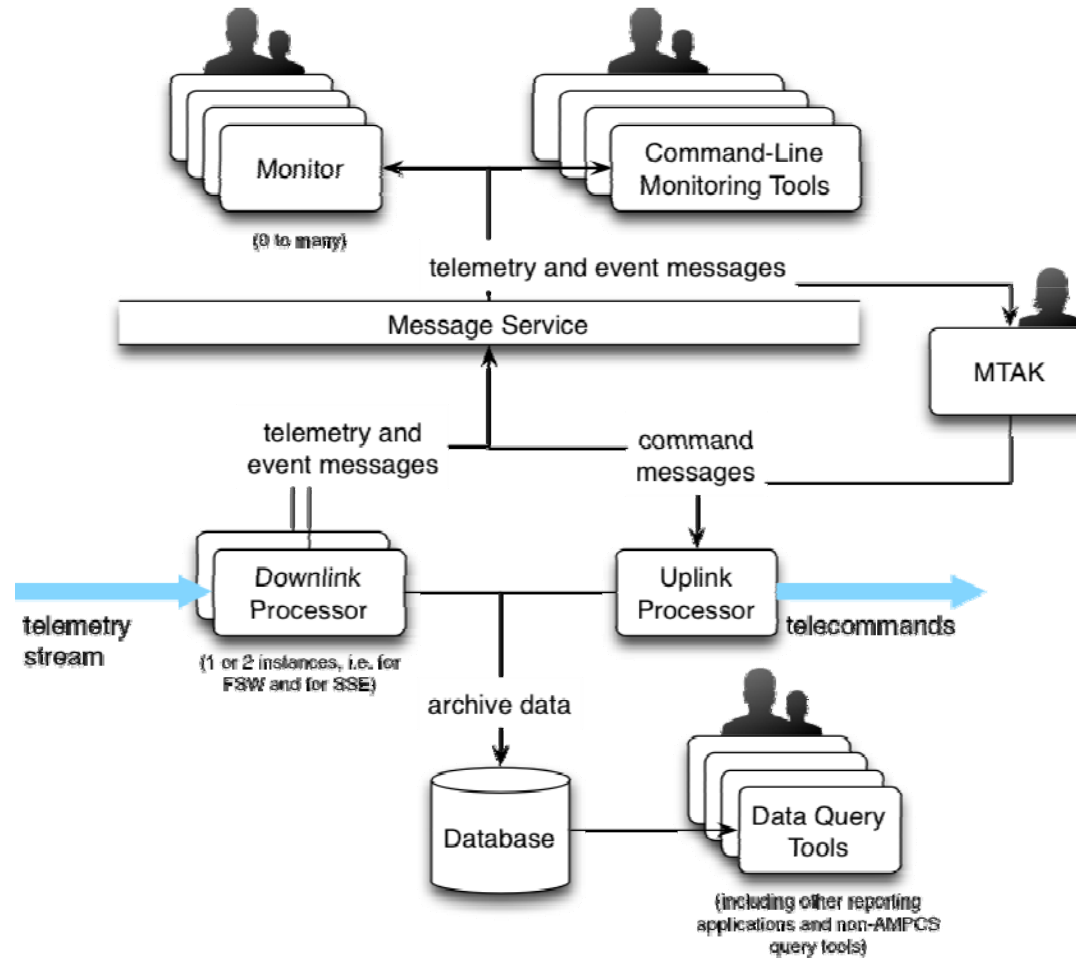 Monitor
Command-Line
Monitoring Tools
(0 to many)
telemetry and event messages
Message Service
MTAK
telemetry and
event messages
command
messages
Downlink
Processor
Uplink
Processor
telemetry
stream
telecommands
(1 or 2 instances, i.e. for
FSW and for SSE)
archive data
Database
Data Query
Tools
(including other reporting
applications and non-AMPCS
query tools)